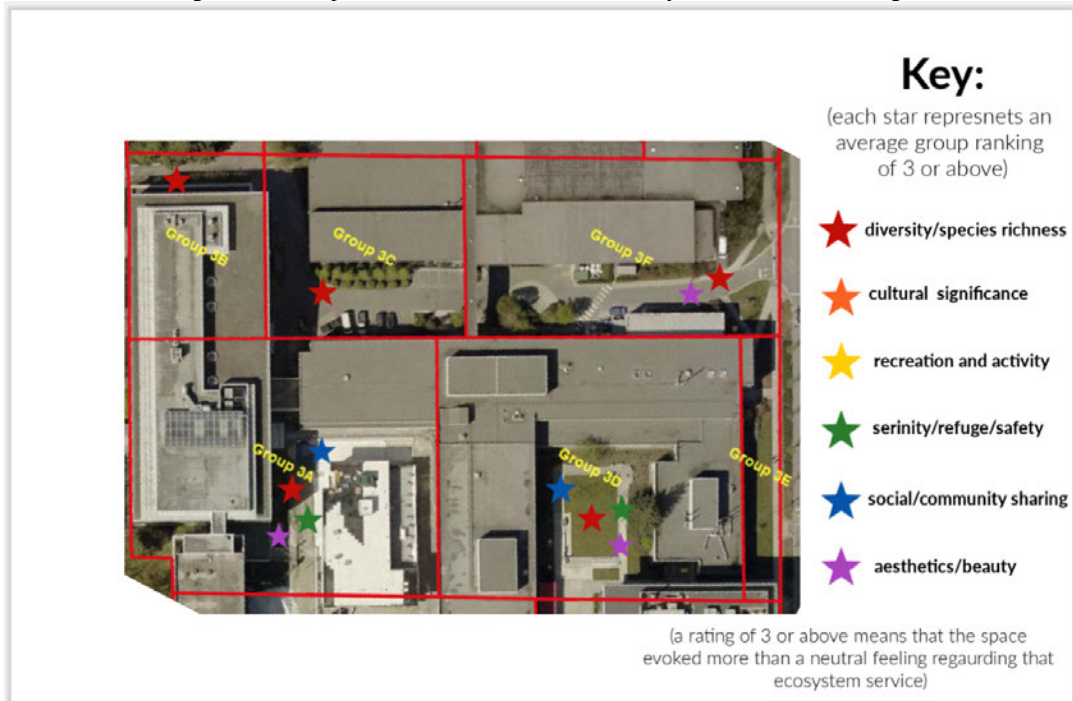 Key:
(each star represnets an
average group ranking
of 3 or above)
diversity/species richness
cultural significance
recreation and activity
serinity/refuge/safety
social/community sharing
aesthetics/beauty
Group 3B
Group 3C
Group 3F
Group 3A
Group 3D
Group 3E
(a rating of 3 or above means that the space
evoked more than a neutral feeling regaurding that
ecosystem service)